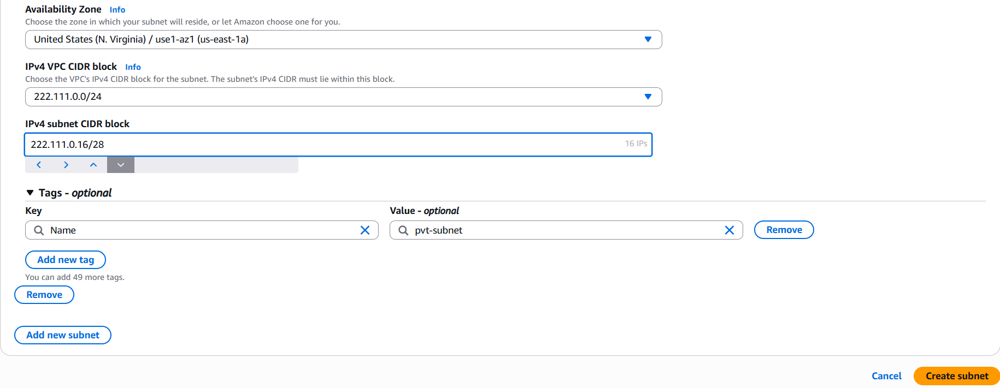 Availability Zone Info
Choose the zone in which your subnet will reside, or let Amazon choose one for you.
United States (N. Virginia) / use1-az1 (us-east-1a)
IPv4 VPC CIDR block Info
Choose the VPC's IPv4 CIDR block for the subnet. The subnet's IPv4 CIDR must lie within this block.
222.111.0.0/24
IPv4 subnet CIDR block
222.111.0.16/28 16 IPs
Tags - optional
Key Value - optional
Name pvt-subnet Remove
Add new tag
You can add 49 more tags.
Remove
Add new subnet
Cancel Create subnet